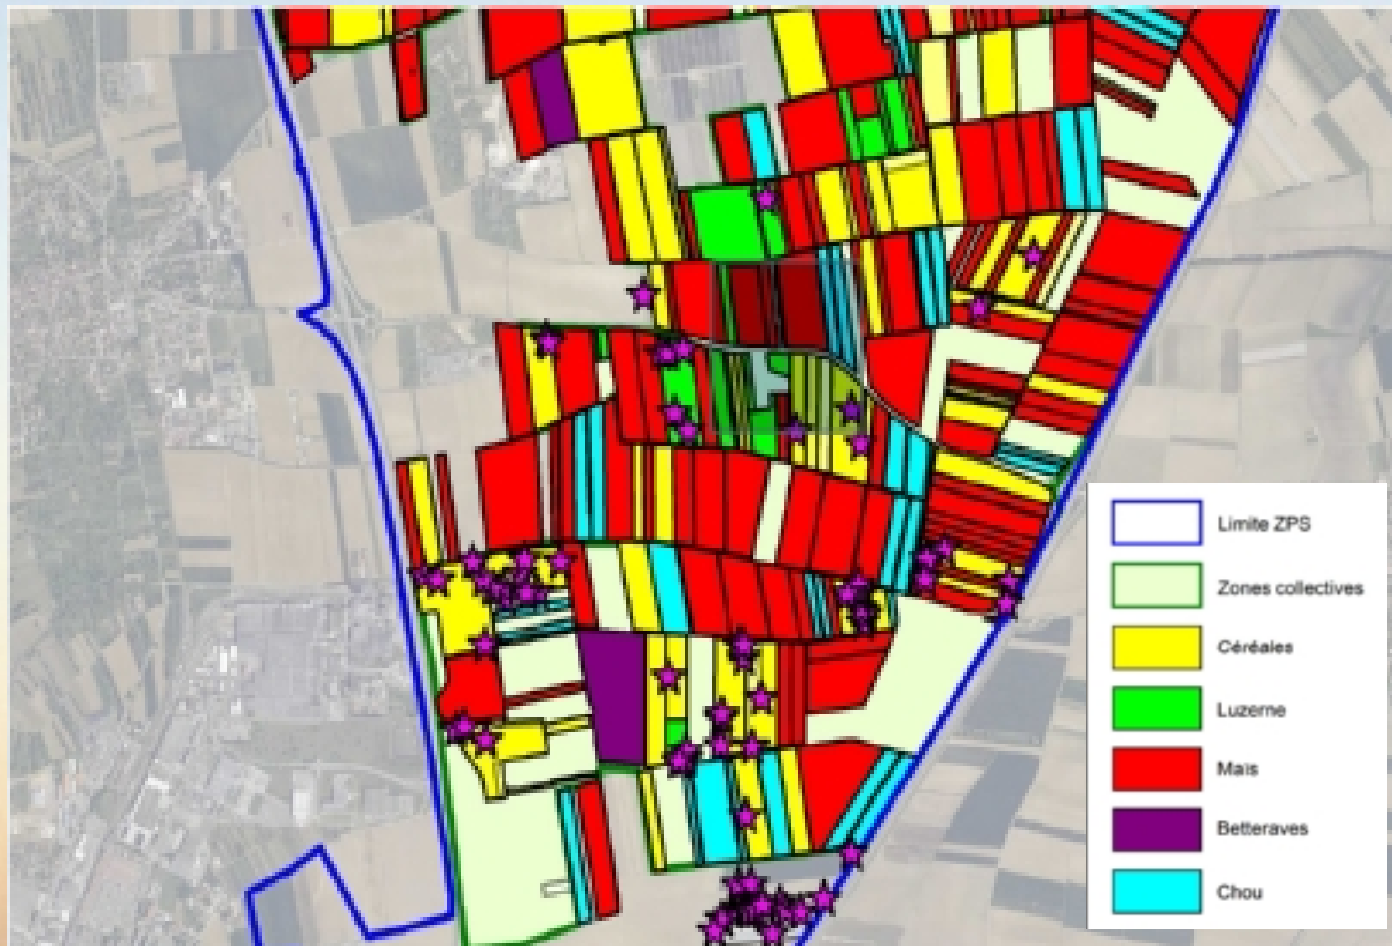 Limite ZPS
Zones collectives
Céréales
Luzerne
Maïs
Betteraves
Chou